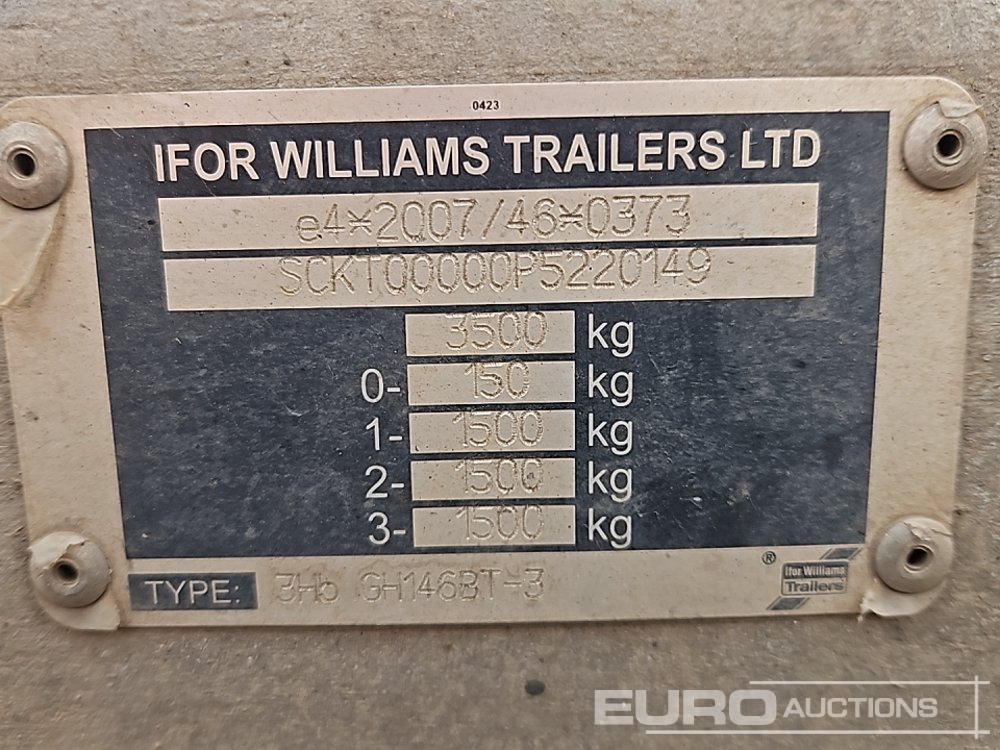 0423
IFOR WILLIAMS TRAILERS LTD
e4*2007/46*0373
SCKT00000P5220149
3500 kg
0- 150 kg
1- 1500 kg
2- 1500 kg
3- 1500 kg
TYPE: 3Hb GH146BT-3
®
Ifor Williams
Trailers
EURO AUCTIONS